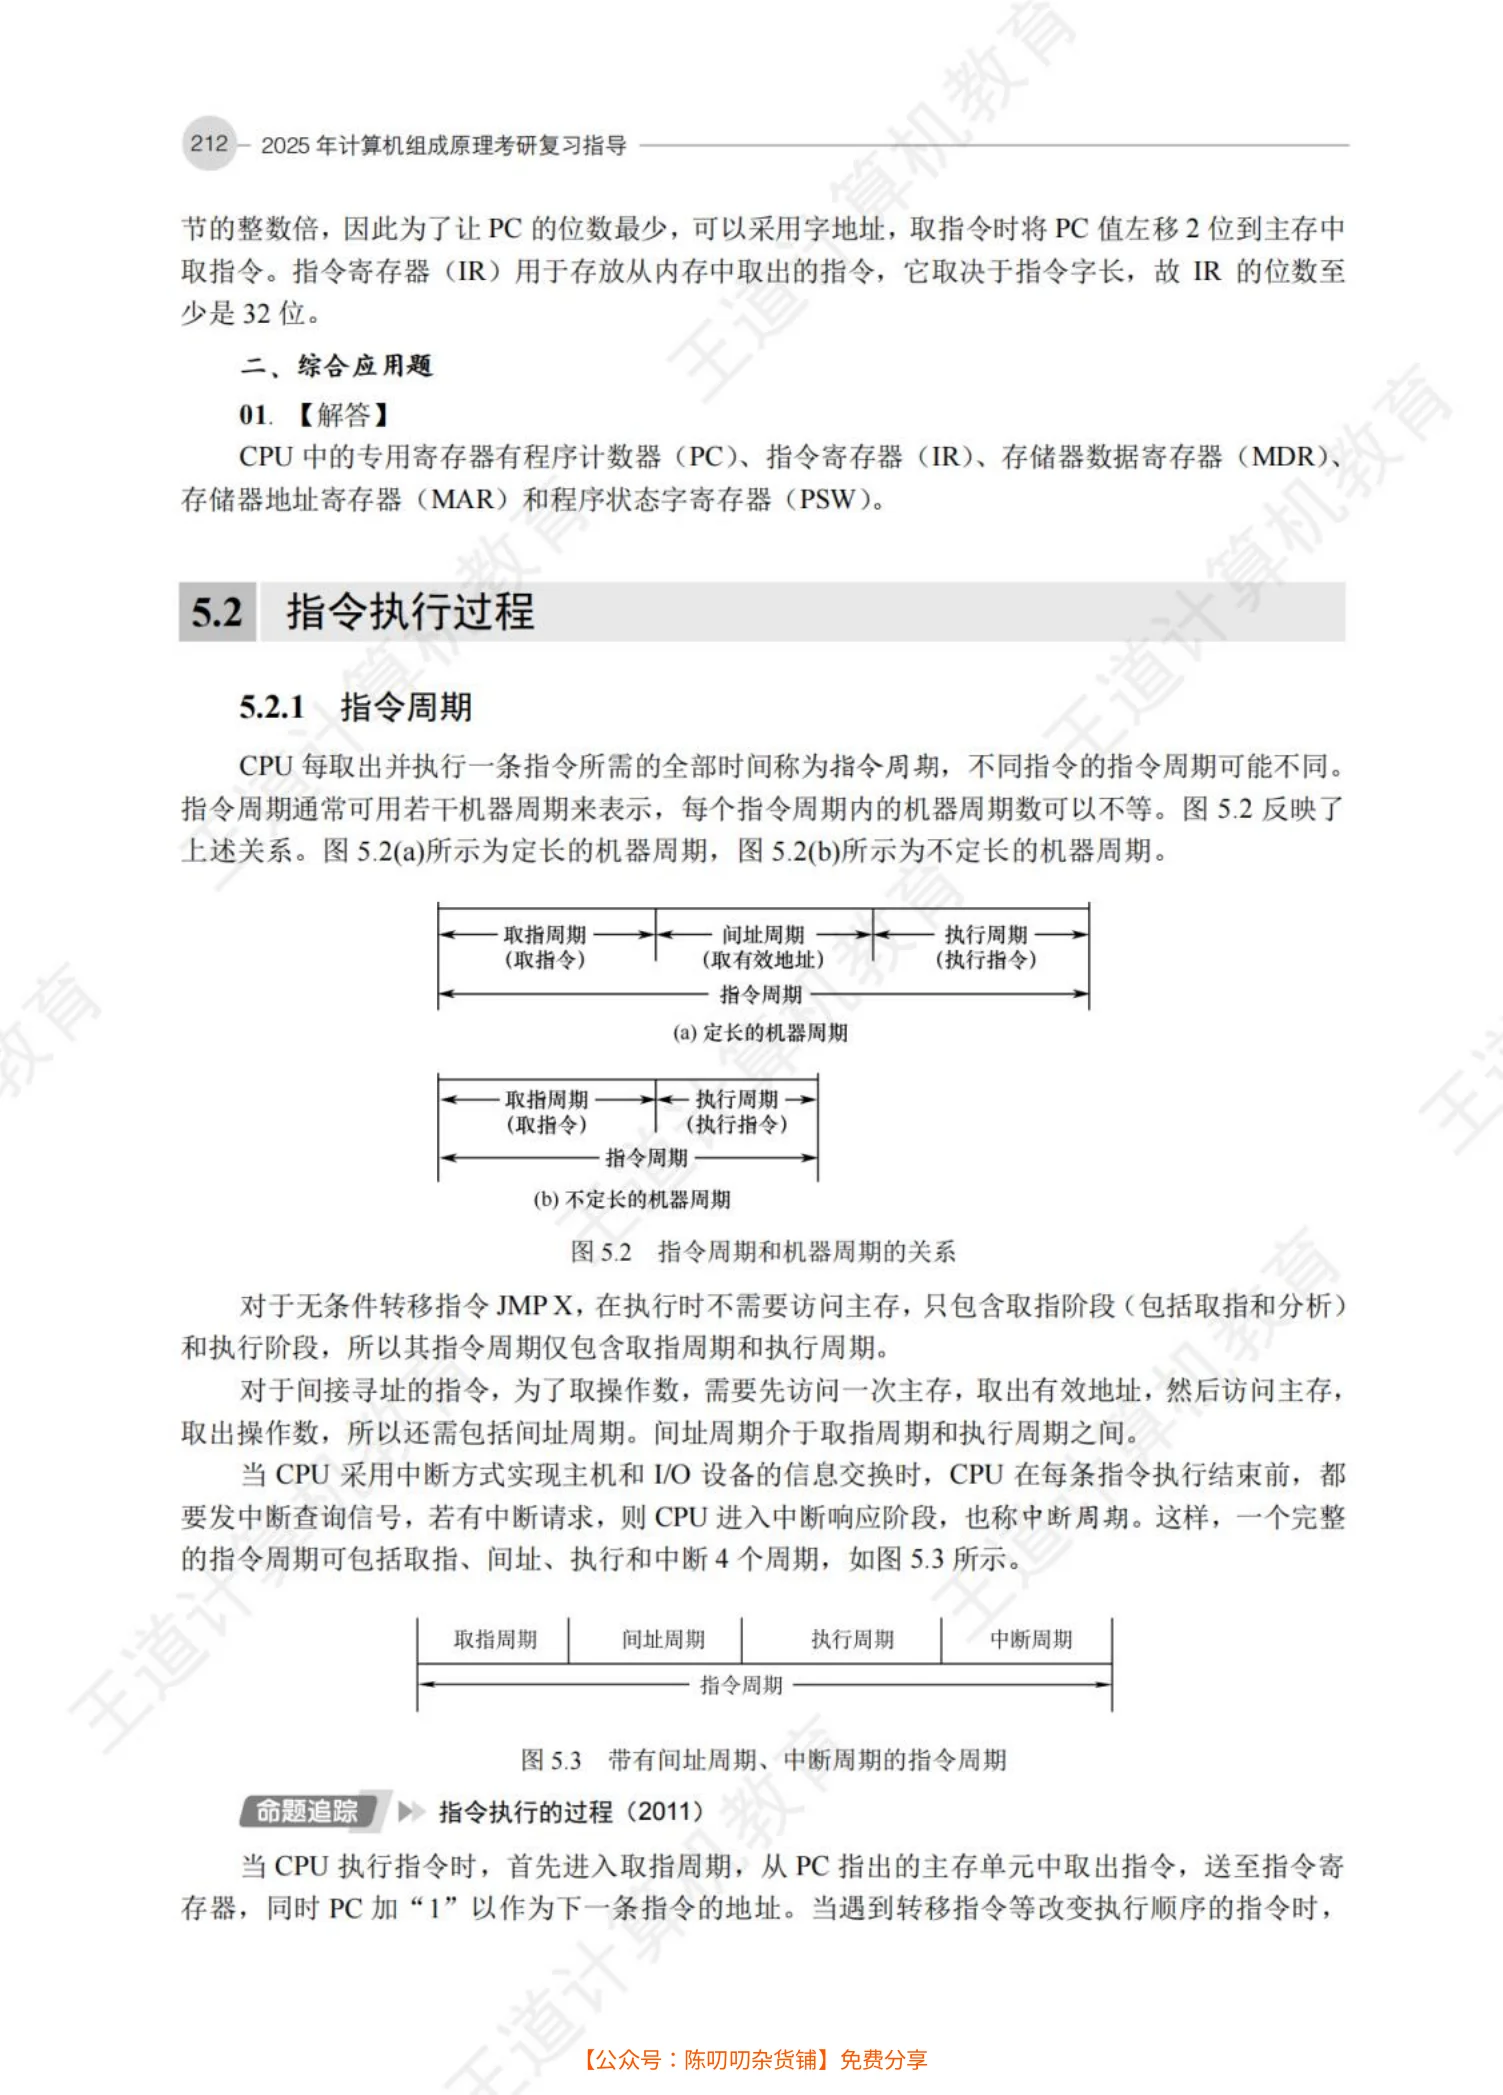 212 2025 年计算机组成原理考研复习指导
节的整数倍，因此为了让 PC 的位数最少，可以采用字地址，取指令时将 PC 值左移 2 位到主存中
取指令。指令寄存器（IR）用于存放从内存中取出的指令，它取决于指令字长，故 IR 的位数至
少是 32 位。
二、综合应用题
01. 【解答】
CPU 中的专用寄存器有程序计数器（PC）、指令寄存器（IR）、存储器数据寄存器（MDR）、
存储器地址寄存器（MAR）和程序状态字寄存器（PSW）。
5.2 指令执行过程
5.2.1 指令周期
CPU 每取出并执行一条指令所需的全部时间称为指令周期，不同指令的指令周期可能不同。
指令周期通常可用若干机器周期来表示，每个指令周期内的机器周期数可以不等。图 5.2 反映了
上述关系。图 5.2(a)所示为定长的机器周期，图 5.2(b)所示为不定长的机器周期。
取指周期 间址周期 执行周期
(取指令) (取有效地址) (执行指令)
指令周期
(a) 定长的机器周期
取指周期 执行周期
(取指令) (执行指令)
指令周期
(b) 不定长的机器周期
图 5.2 指令周期和机器周期的关系
对于无条件转移指令 JMP X，在执行时不需要访问主存，只包含取指阶段（包括取指和分析）
和执行阶段，所以其指令周期仅包含取指周期和执行周期。
对于间接寻址的指令，为了取操作数，需要先访问一次主存，取出有效地址，然后访问主存，
取出操作数，所以还需包括间址周期。间址周期介于取指周期和执行周期之间。
当 CPU 采用中断方式实现主机和 I/O 设备的信息交换时，CPU 在每条指令执行结束前，都
要发中断查询信号，若有中断请求，则 CPU 进入中断响应阶段，也称中断周期。这样，一个完整
的指令周期可包括取指、间址、执行和中断 4 个周期，如图 5.3 所示。
取指周期 间址周期 执行周期 中断周期
指令周期
图 5.3 带有间址周期、中断周期的指令周期
命题追踪 指令执行的过程（2011）
当 CPU 执行指令时，首先进入取指周期，从 PC 指出的主存单元中取出指令，送至指令寄
存器，同时 PC 加“1”以作为下一条指令的地址。当遇到转移指令等改变执行顺序的指令时，
【公众号：陈叨叨杂货铺】免费分享
王道计算机教育